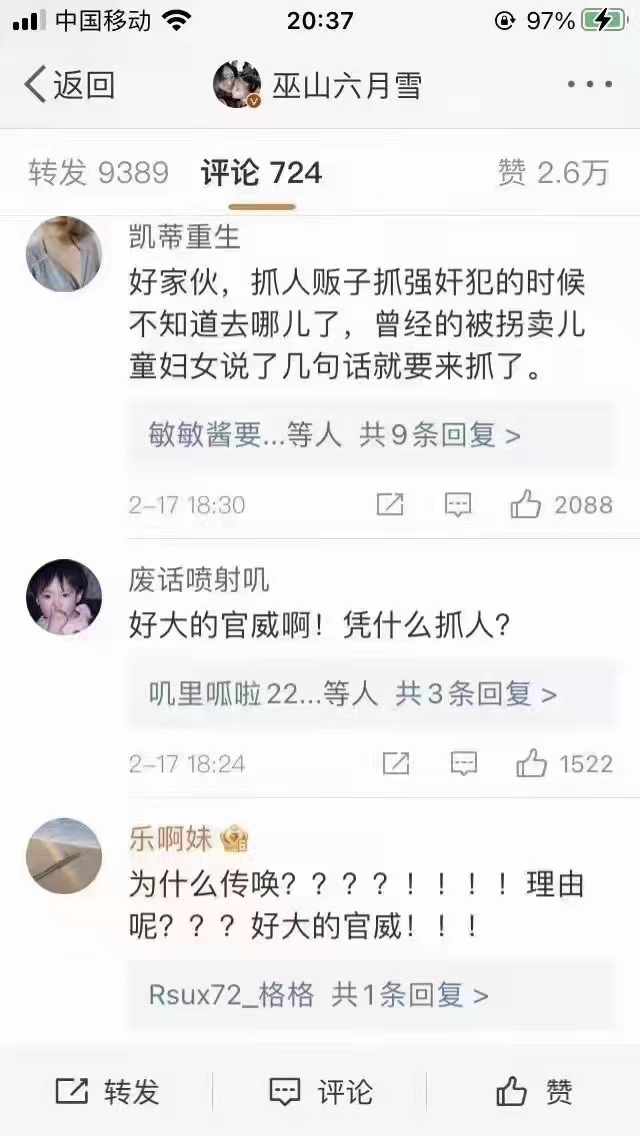 中国移动 20:37 97%
返回 巫山六月雪
转发 9389 评论 724 赞 2.6万
凯蒂重生
好家伙，抓人贩子抓强奸犯的时候
不知道去哪儿了，曾经的被拐卖儿
童妇女说了几句话就要来抓了。
敏敏酱要...等人 共9条回复 >
2-17 18:30 2088
废话喷射叽
好大的官威啊！凭什么抓人？
叽里呱啦22...等人 共3条回复 >
2-17 18:24 1522
乐啊妹
为什么传唤？？？？！！！！理由
呢？？？好大的官威！！！
Rsux72_格格 共1条回复 >
转发 评论 赞